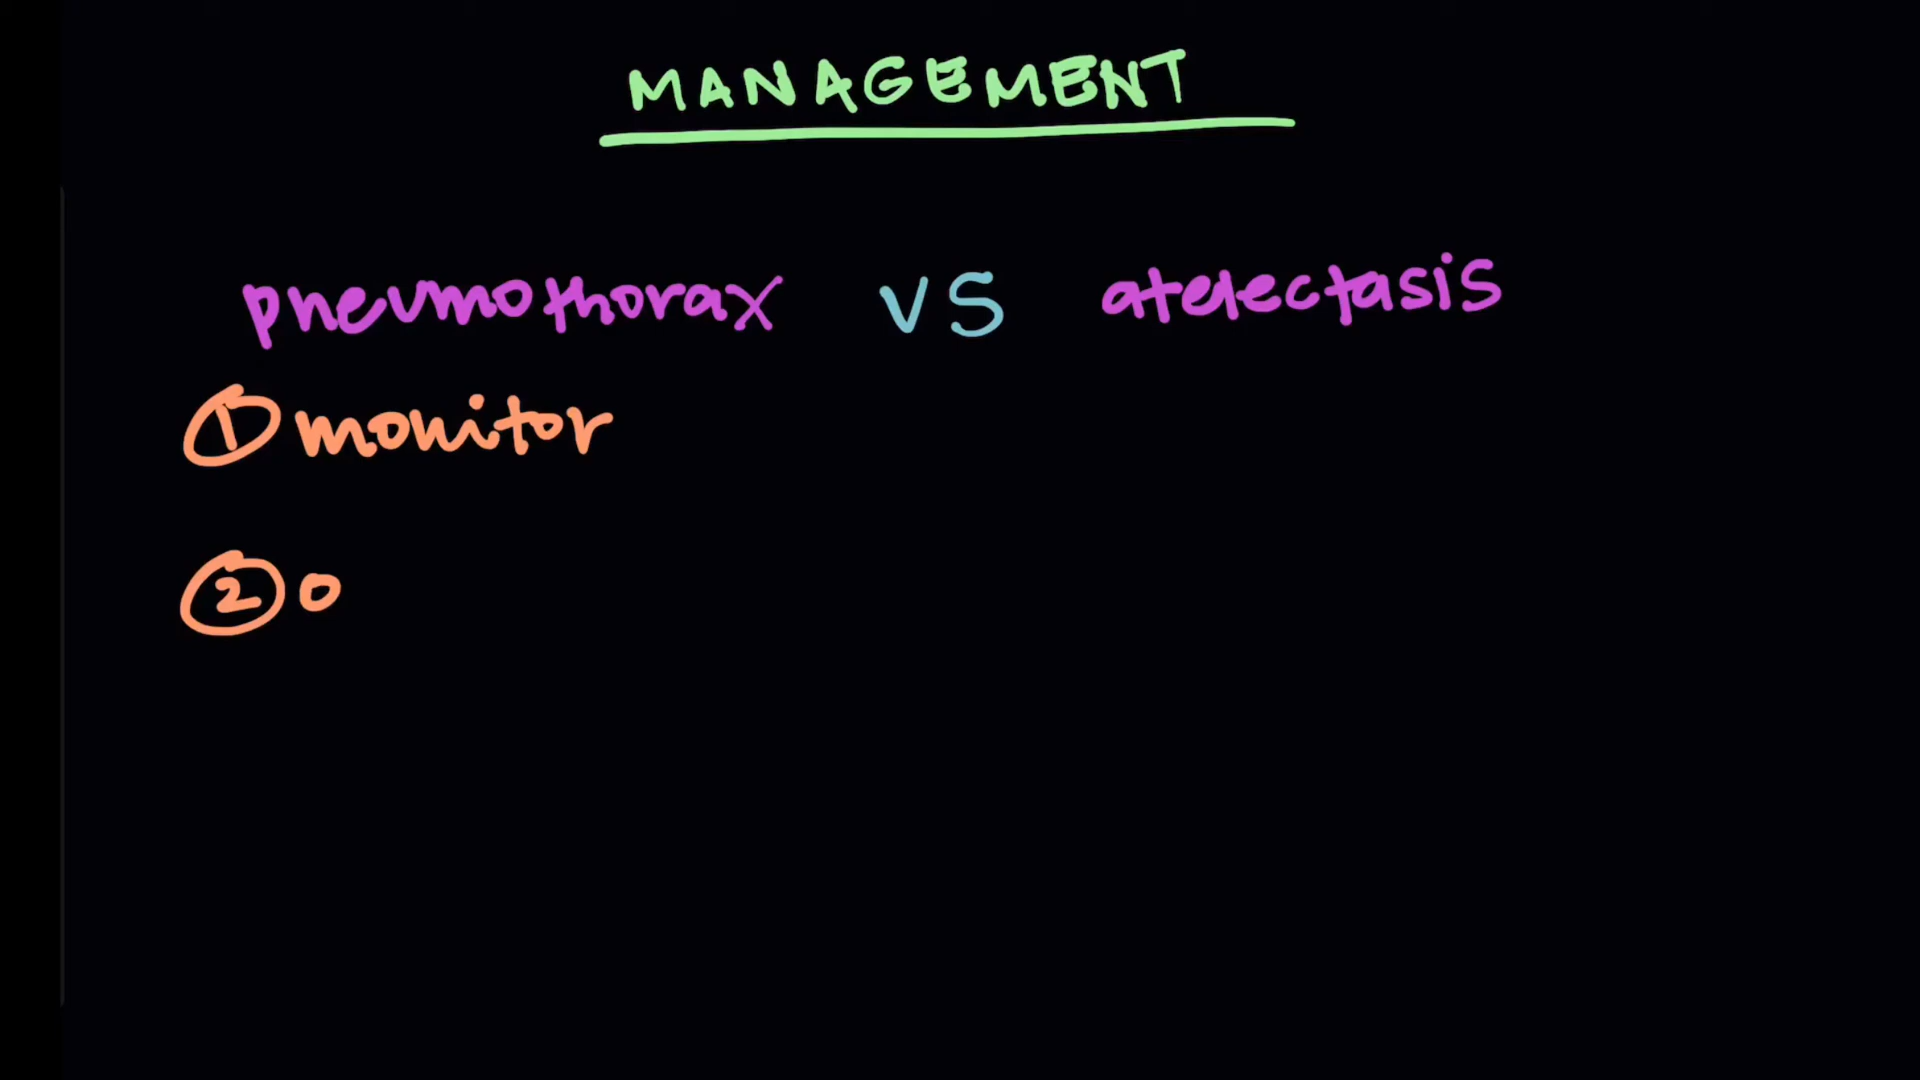 MANAGEMENT
pneumothorax VS atelectasis
① monitor
② o